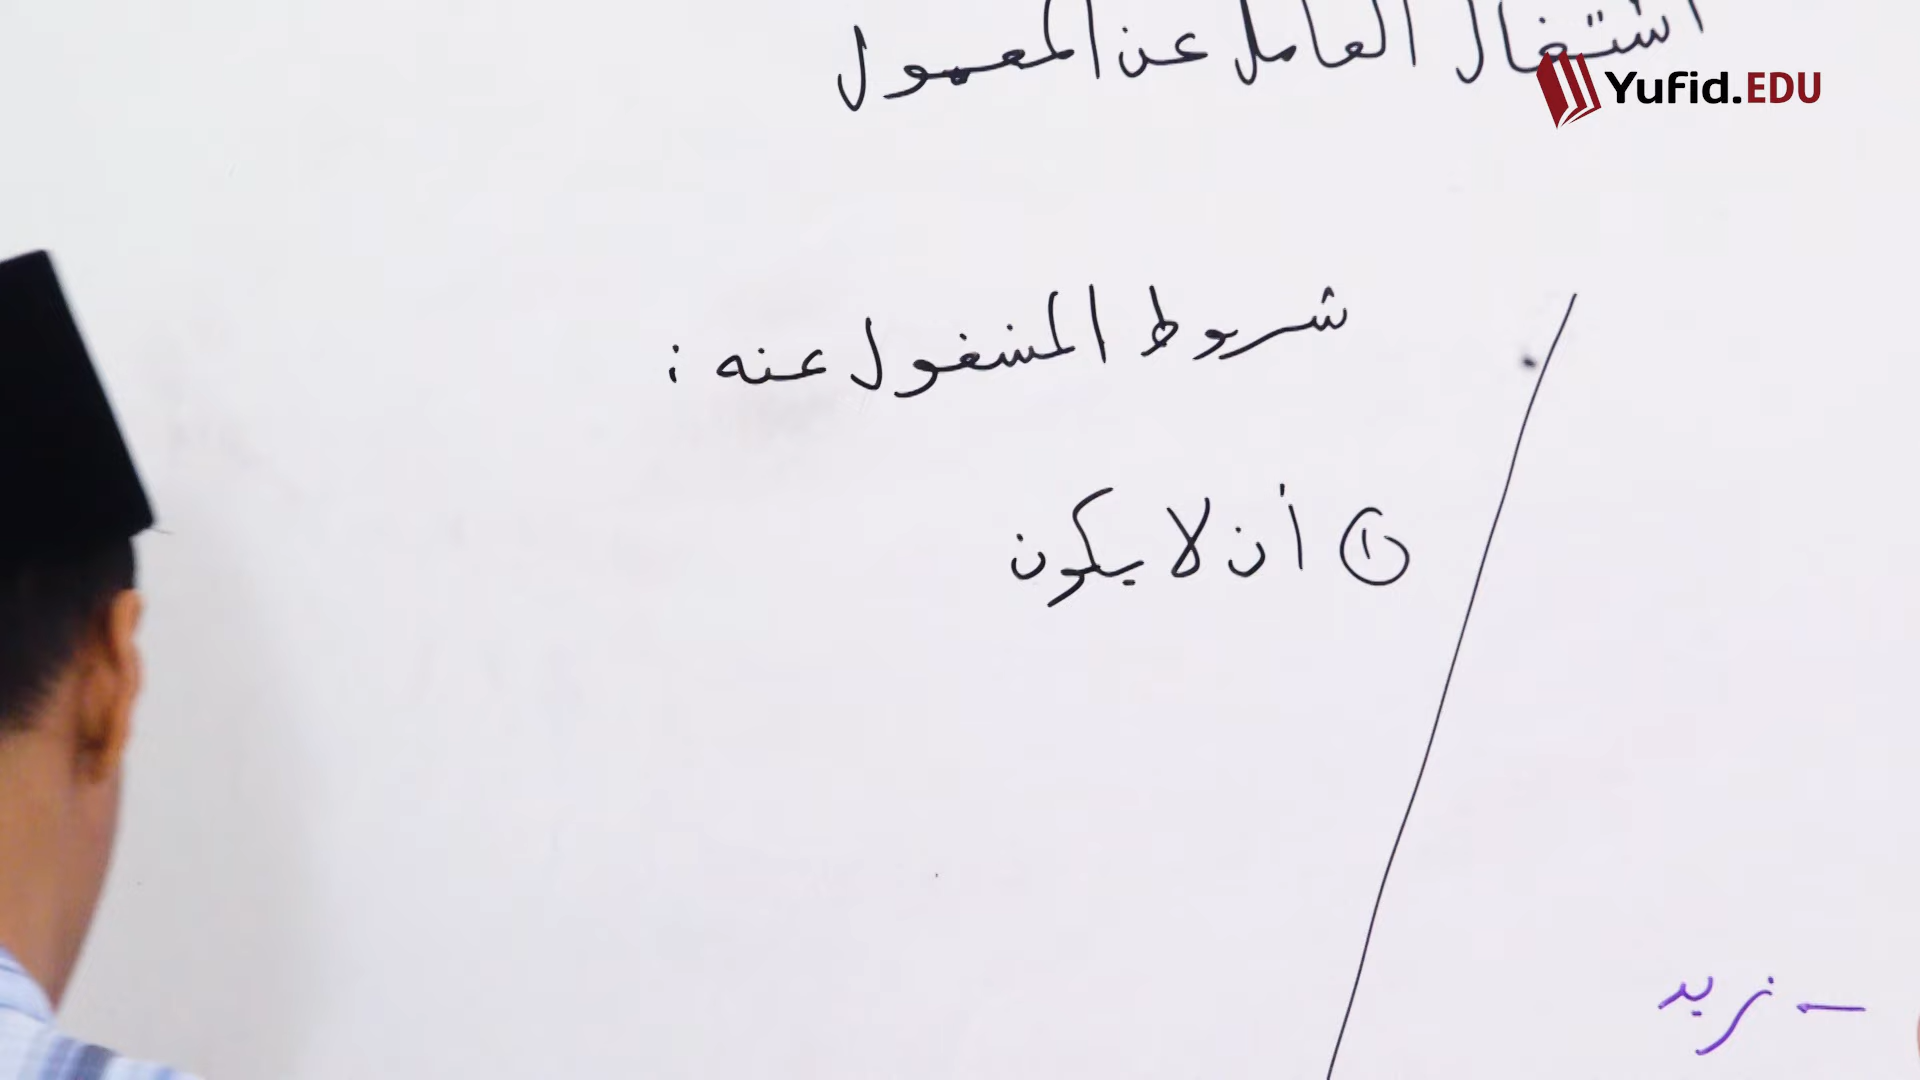 اشتغال العامل عن المعمول
Yufid.EDU
شروط المشغول عنه :
١ أن لا يكون
← زيد